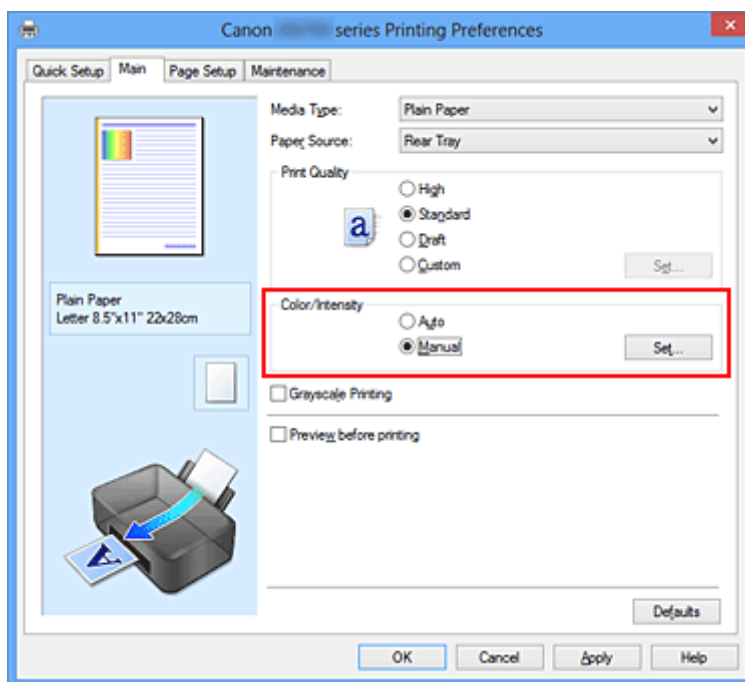 Canon series Printing Preferences
Quick Setup Main Page Setup Maintenance
Media Type: Plain Paper
Paper Source: Rear Tray
Print Quality
High
a Standard
Draft
Custom Set...
Plain Paper
Letter 8.5"x11" 22x28cm
Color/Intensity
Auto
Manual Set...
Grayscale Printing
Preview before printing
A
Defaults
OK Cancel Apply Help